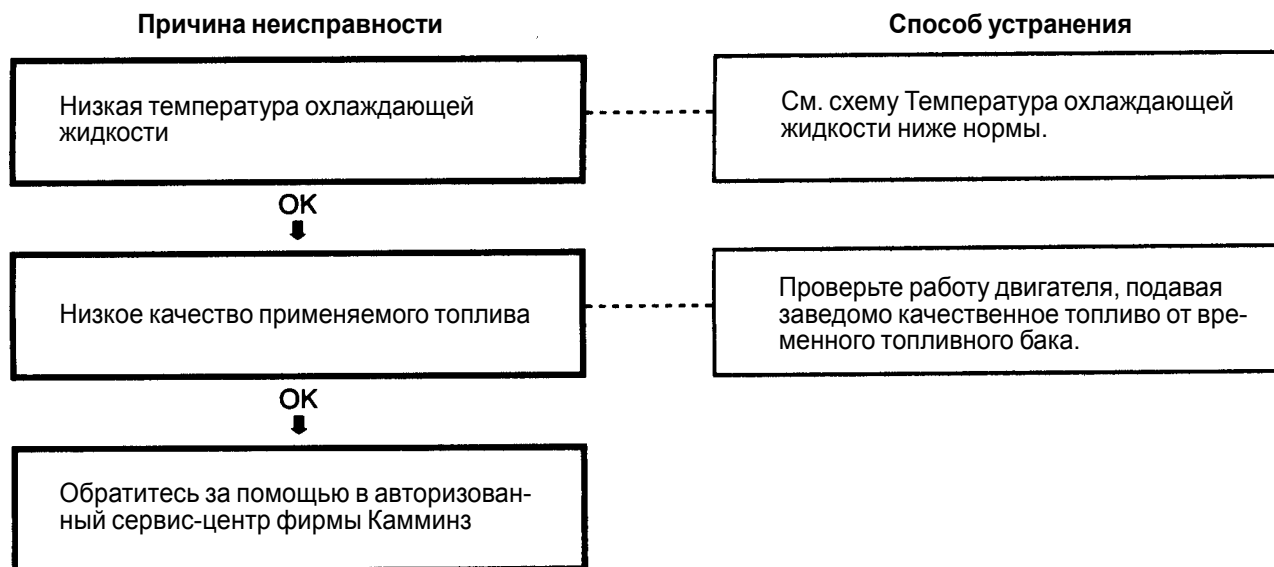 Причина неисправности
Способ устранения
Низкая температура охлаждающей
жидкости
См. схему Температура охлаждающей
жидкости ниже нормы.
OK
Низкое качество применяемого топлива
Проверьте работу двигателя, подавая
заведомо качественное топливо от вре-
менного топливного бака.
OK
Обратитесь за помощью в авторизован-
ный сервис-центр фирмы Камминз